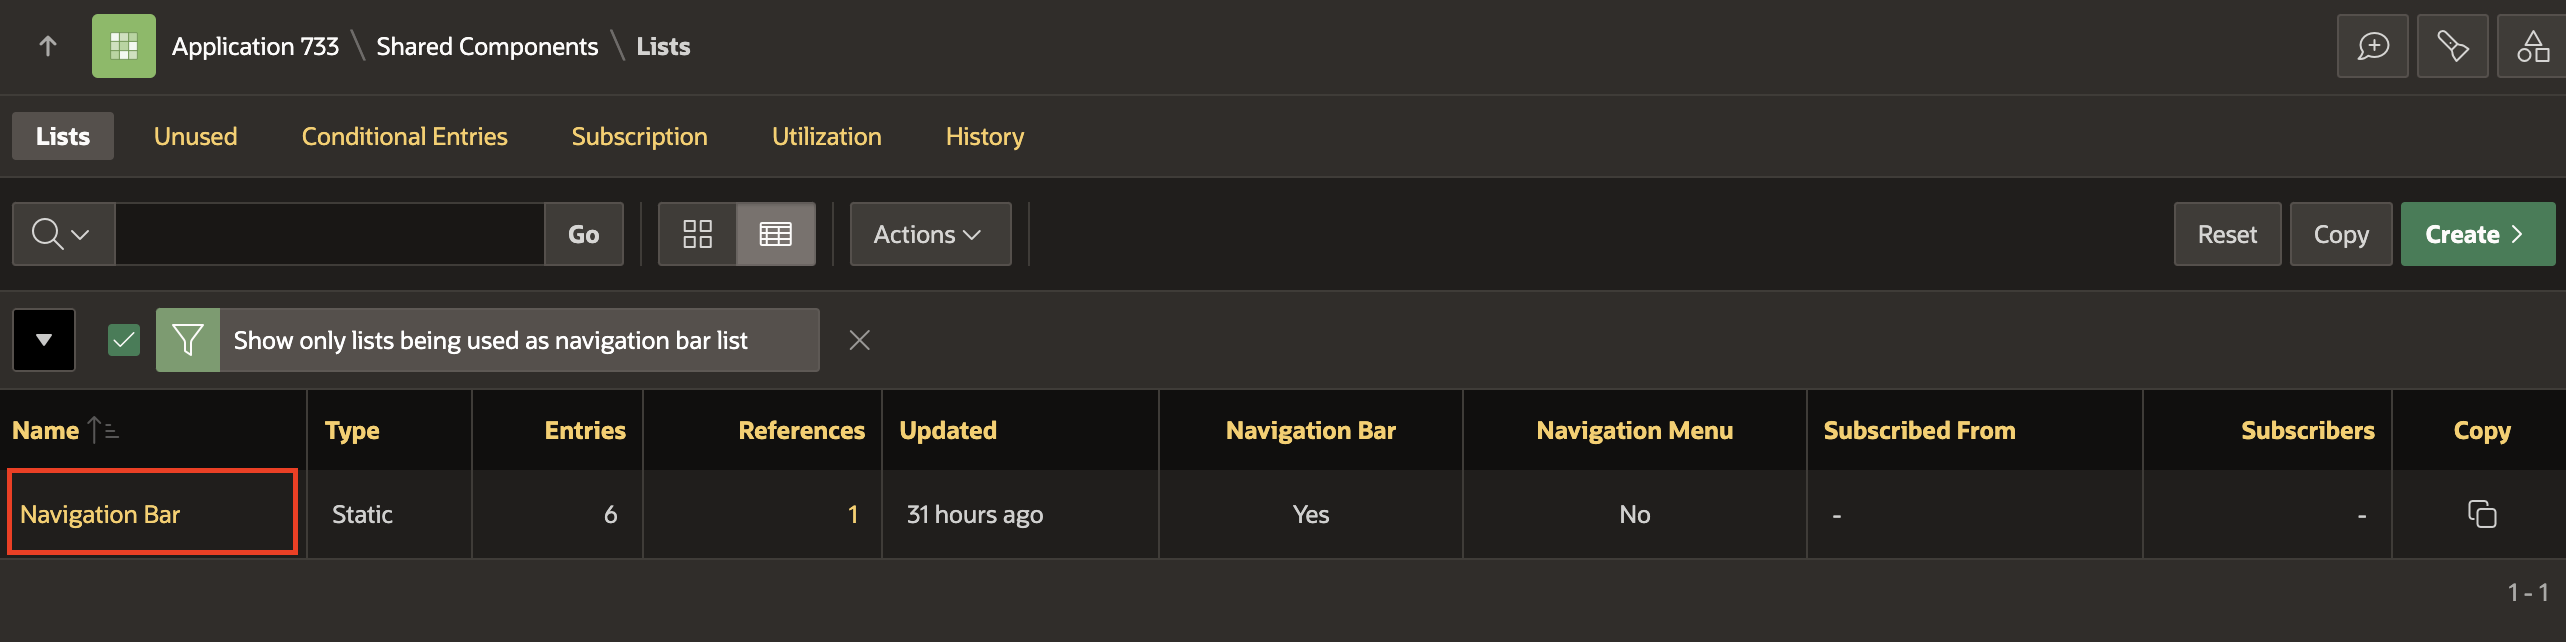 Application 733 \ Shared Components \ Lists
Lists Unused Conditional Entries Subscription Utilization History
Go Actions Reset Copy Create
Show only lists being used as navigation bar list
Name Type Entries References Updated Navigation Bar Navigation Menu Subscribed From Subscribers Copy
Navigation Bar Static 6 1 31 hours ago Yes No - -
1 - 1